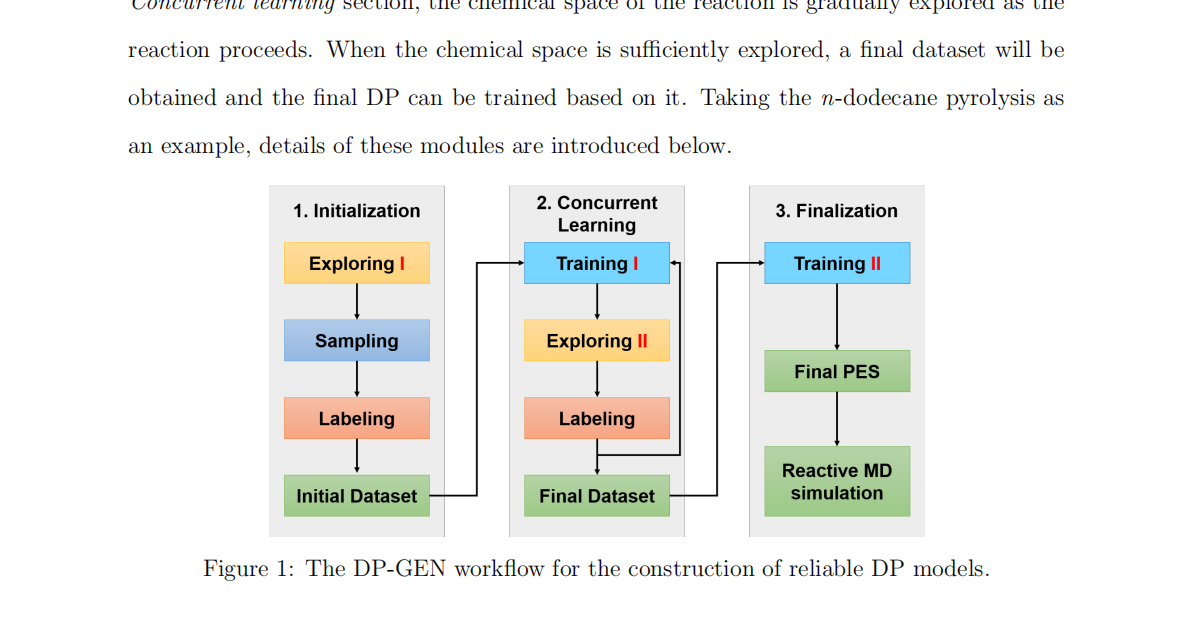 Concurrent learning section, the chemical space of the reaction is gradually explored as the
reaction proceeds. When the chemical space is sufficiently explored, a final dataset will be
obtained and the final DP can be trained based on it. Taking the n-dodecane pyrolysis as
an example, details of these modules are introduced below.
1. Initialization
Exploring I
Sampling
Labeling
Initial Dataset
2. Concurrent
Learning
Training I
Exploring II
Labeling
Final Dataset
3. Finalization
Training II
Final PES
Reactive MD
simulation
Figure 1: The DP-GEN workflow for the construction of reliable DP models.